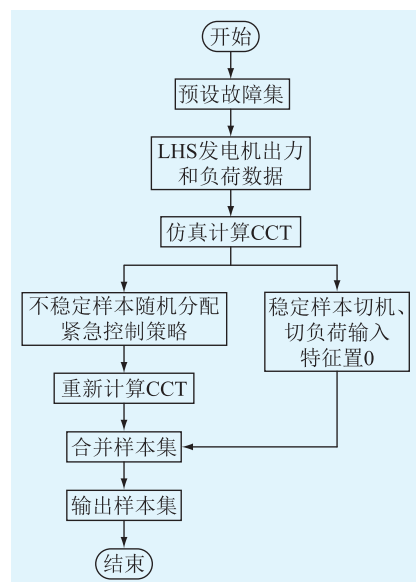 开始
预设故障集
LHS发电机出力
和负荷数据
仿真计算CCT
不稳定样本随机分配
紧急控制策略
稳定样本切机、
切负荷输入
特征置0
重新计算CCT
合并样本集
输出样本集
结束